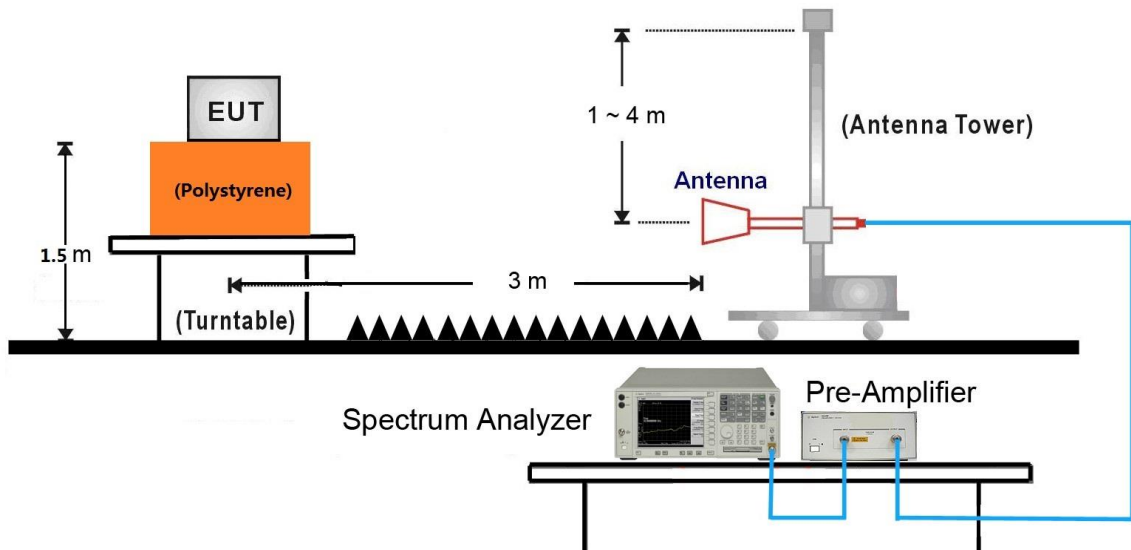 EUT
1 ~ 4 m
(Antenna Tower)
Antenna
(Polystyrene)
1.5 m
3 m
(Turntable)
Spectrum Analyzer
Pre-Amplifier